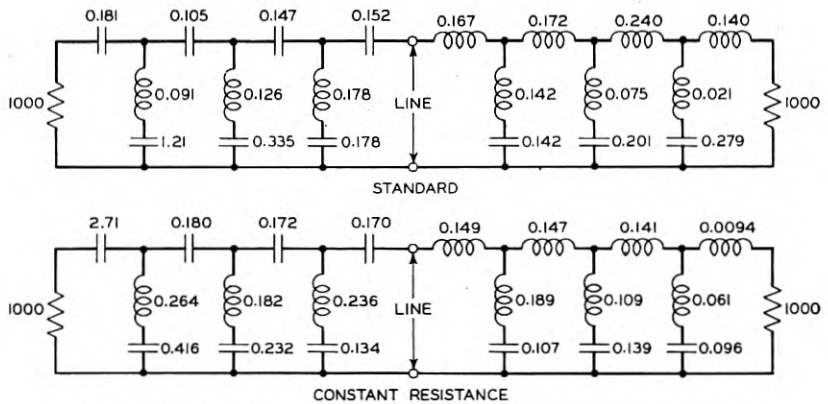 0.181 0.105 0.147 0.152 0.167 0.172 0.240 0.140
1000 0.091 0.126 0.178 LINE 0.142 0.075 0.021 1000
1.21 0.335 0.178 0.142 0.201 0.279
STANDARD
2.71 0.180 0.172 0.170 0.149 0.147 0.141 0.0094
1000 0.264 0.182 0.236 LINE 0.189 0.109 0.061 1000
0.416 0.232 0.134 0.107 0.139 0.096
CONSTANT RESISTANCE